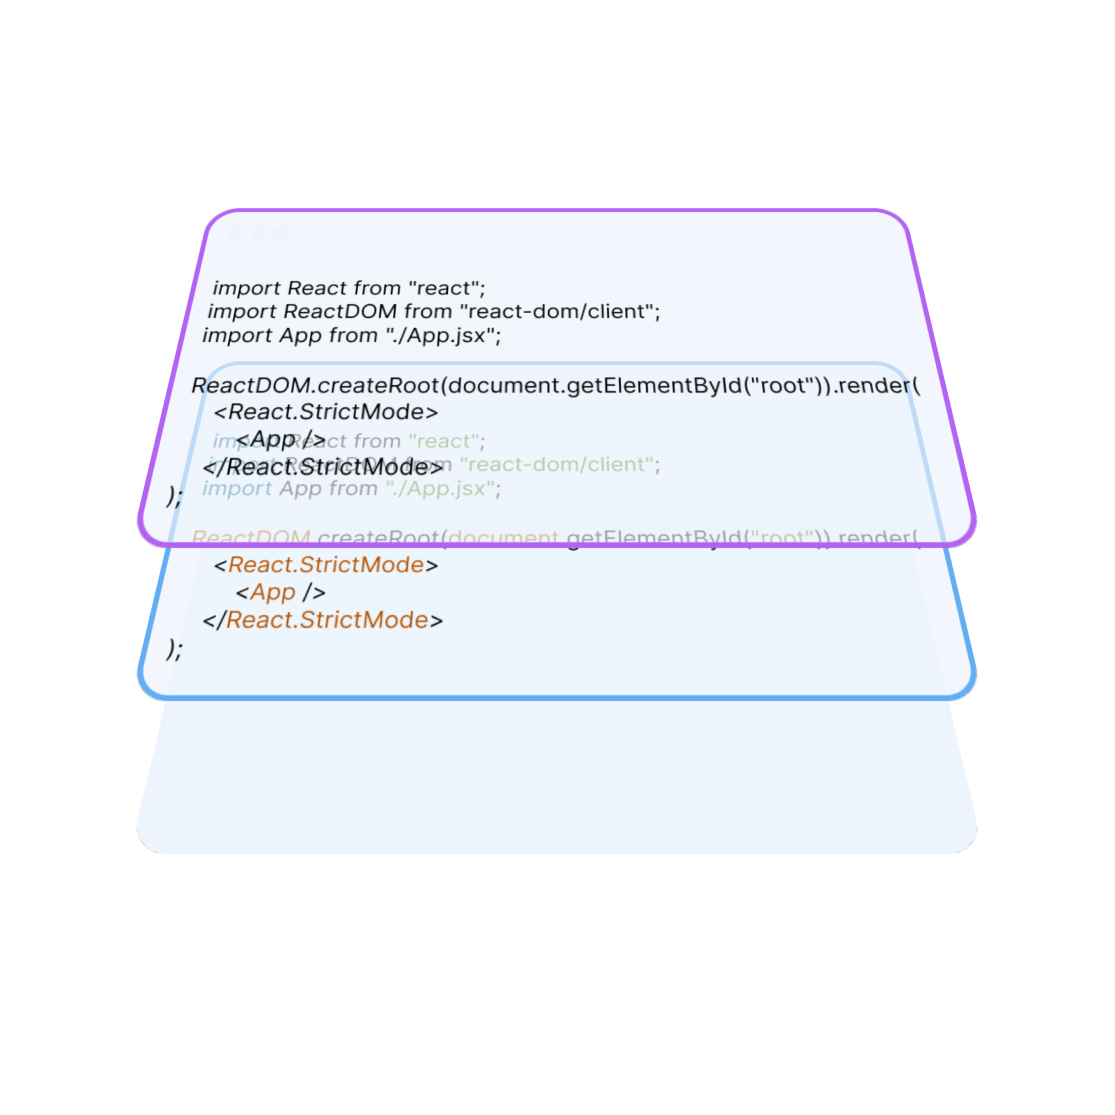 import React from "react";
import ReactDOM from "react-dom/client";
import App from "./App.jsx";
ReactDOM.createRoot(document.getElementById("root")).render(
<React.StrictMode>
<App />
</React.StrictMode>
);
import React from "react";
import ReactDOM from "react-dom/client";
import App from "./App.jsx";
ReactDOM.createRoot(document.getElementById("root")).render(
<React.StrictMode>
<App />
</React.StrictMode>
);